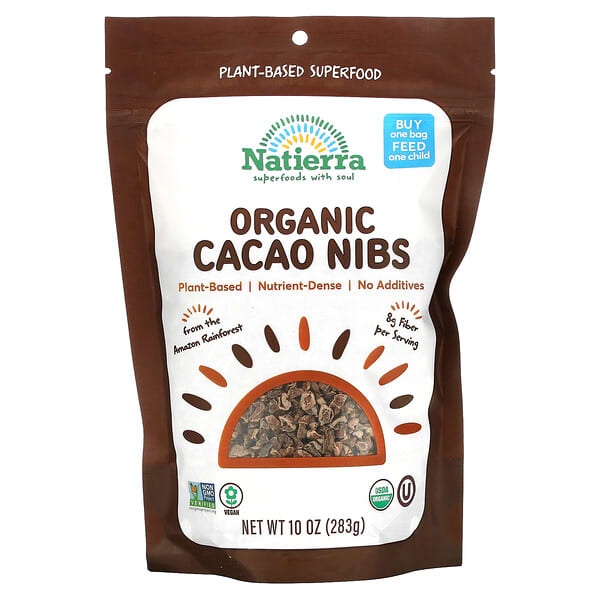 PLANT-BASED SUPERFOOD
BUY
one bag
FEED
one child
Natierra
superfoods with soul
ORGANIC
CACAO NIBS
Plant-Based | Nutrient-Dense | No Additives
from the
Amazon Rainforest
8g Fiber
per Serving
NON
GMO
Project
VERIFIED
VEGAN
USDA
ORGANIC
U
NET WT 10 OZ (283g)